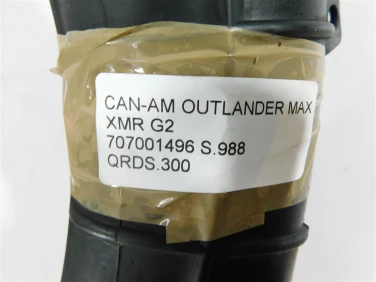 CAN-AM OUTLANDER MAX
XMR G2
707001496 S.988
QRDS.300